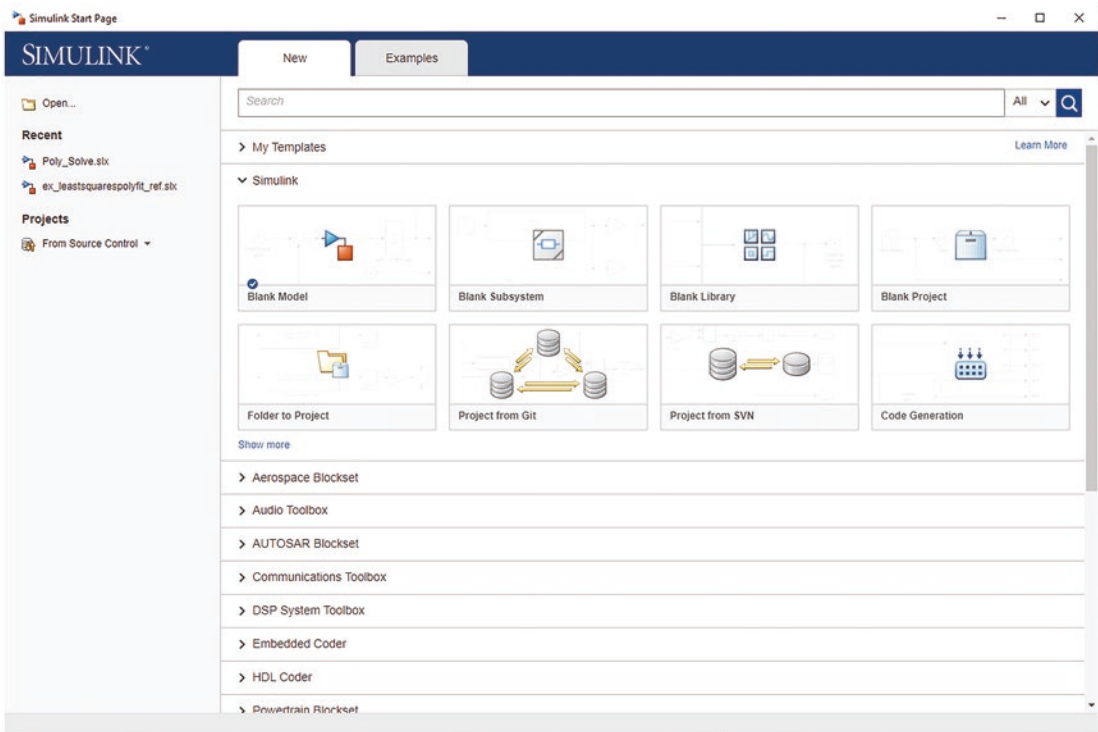 Simulink Start Page
SIMULINK®
New
Examples
Open...
Recent
Poly_Solve.slx
ex_leastsquarespolyfit_ref.slx
Projects
From Source Control
Search
All
My Templates
Learn More
Simulink
Blank Model
Blank Subsystem
Blank Library
Blank Project
Folder to Project
Project from Git
Project from SVN
Code Generation
Show more
Aerospace Blockset
Audio Toolbox
AUTOSAR Blockset
Communications Toolbox
DSP System Toolbox
Embedded Coder
HDL Coder
Powertrain Blockset